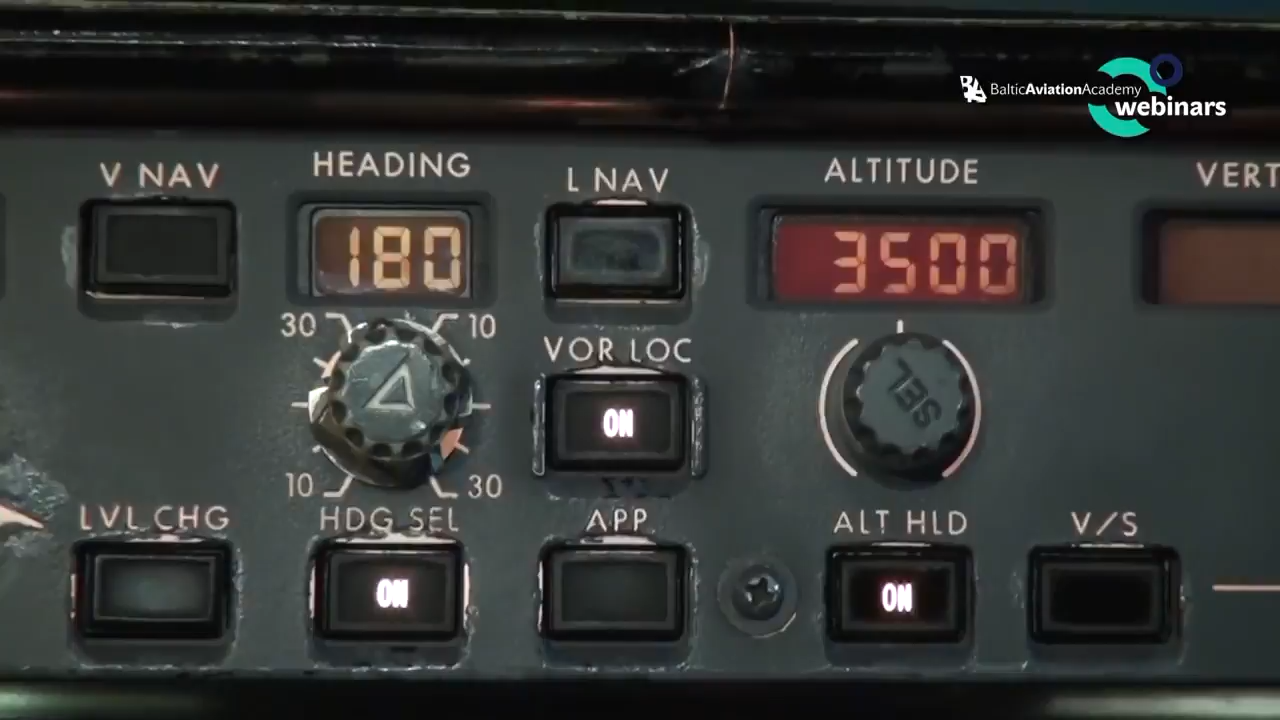 BAA BalticAviationAcademy
webinars
V NAV
HEADING
L NAV
ALTITUDE
VERT
180
3500
30
10
VOR LOC
ON
SEL
10
30
LVL CHG
HDG SEL
APP
ALT HLD
V/S
ON
ON